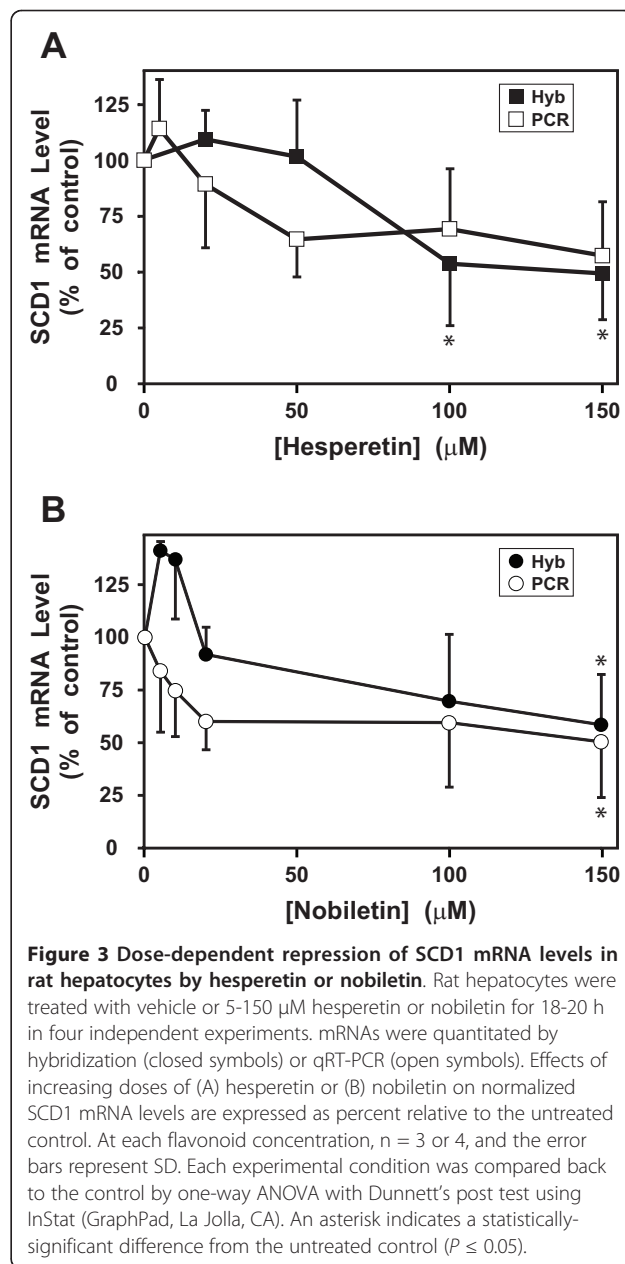 A
125
100
75
50
25
0
SCD1 mRNA Level
(% of control)
Hyb
PCR
*
*
0
50
100
150
[Hesperetin] (μM)
B
125
100
75
50
25
0
SCD1 mRNA Level
(% of control)
Hyb
PCR
*
*
0
50
100
150
[Nobiletin] (μM)
Figure 3 Dose-dependent repression of SCD1 mRNA levels in
rat hepatocytes by hesperetin or nobiletin. Rat hepatocytes were
treated with vehicle or 5-150 μM hesperetin or nobiletin for 18-20 h
in four independent experiments. mRNAs were quantitated by
hybridization (closed symbols) or qRT-PCR (open symbols). Effects of
increasing doses of (A) hesperetin or (B) nobiletin on normalized
SCD1 mRNA levels are expressed as percent relative to the untreated
control. At each flavonoid concentration, n = 3 or 4, and the error
bars represent SD. Each experimental condition was compared back
to the control by one-way ANOVA with Dunnett's post test using
InStat (GraphPad, La Jolla, CA). An asterisk indicates a statistically-
significant difference from the untreated control (P ≤ 0.05).